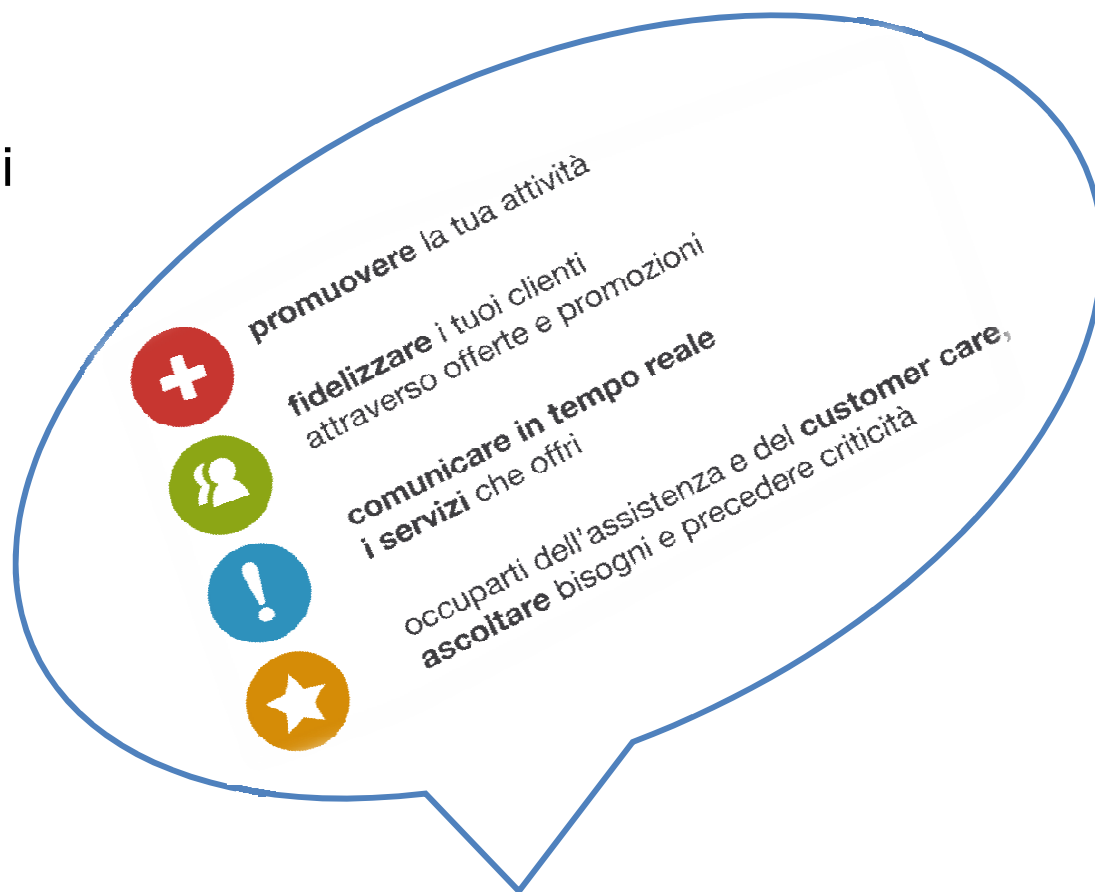 i
promuovere la tua attività
fidelizzare i tuoi clienti
attraverso offerte e promozioni
comunicare in tempo reale
i servizi che offri
occuparti dell'assistenza e del customer care,
ascoltare bisogni e precedere criticità